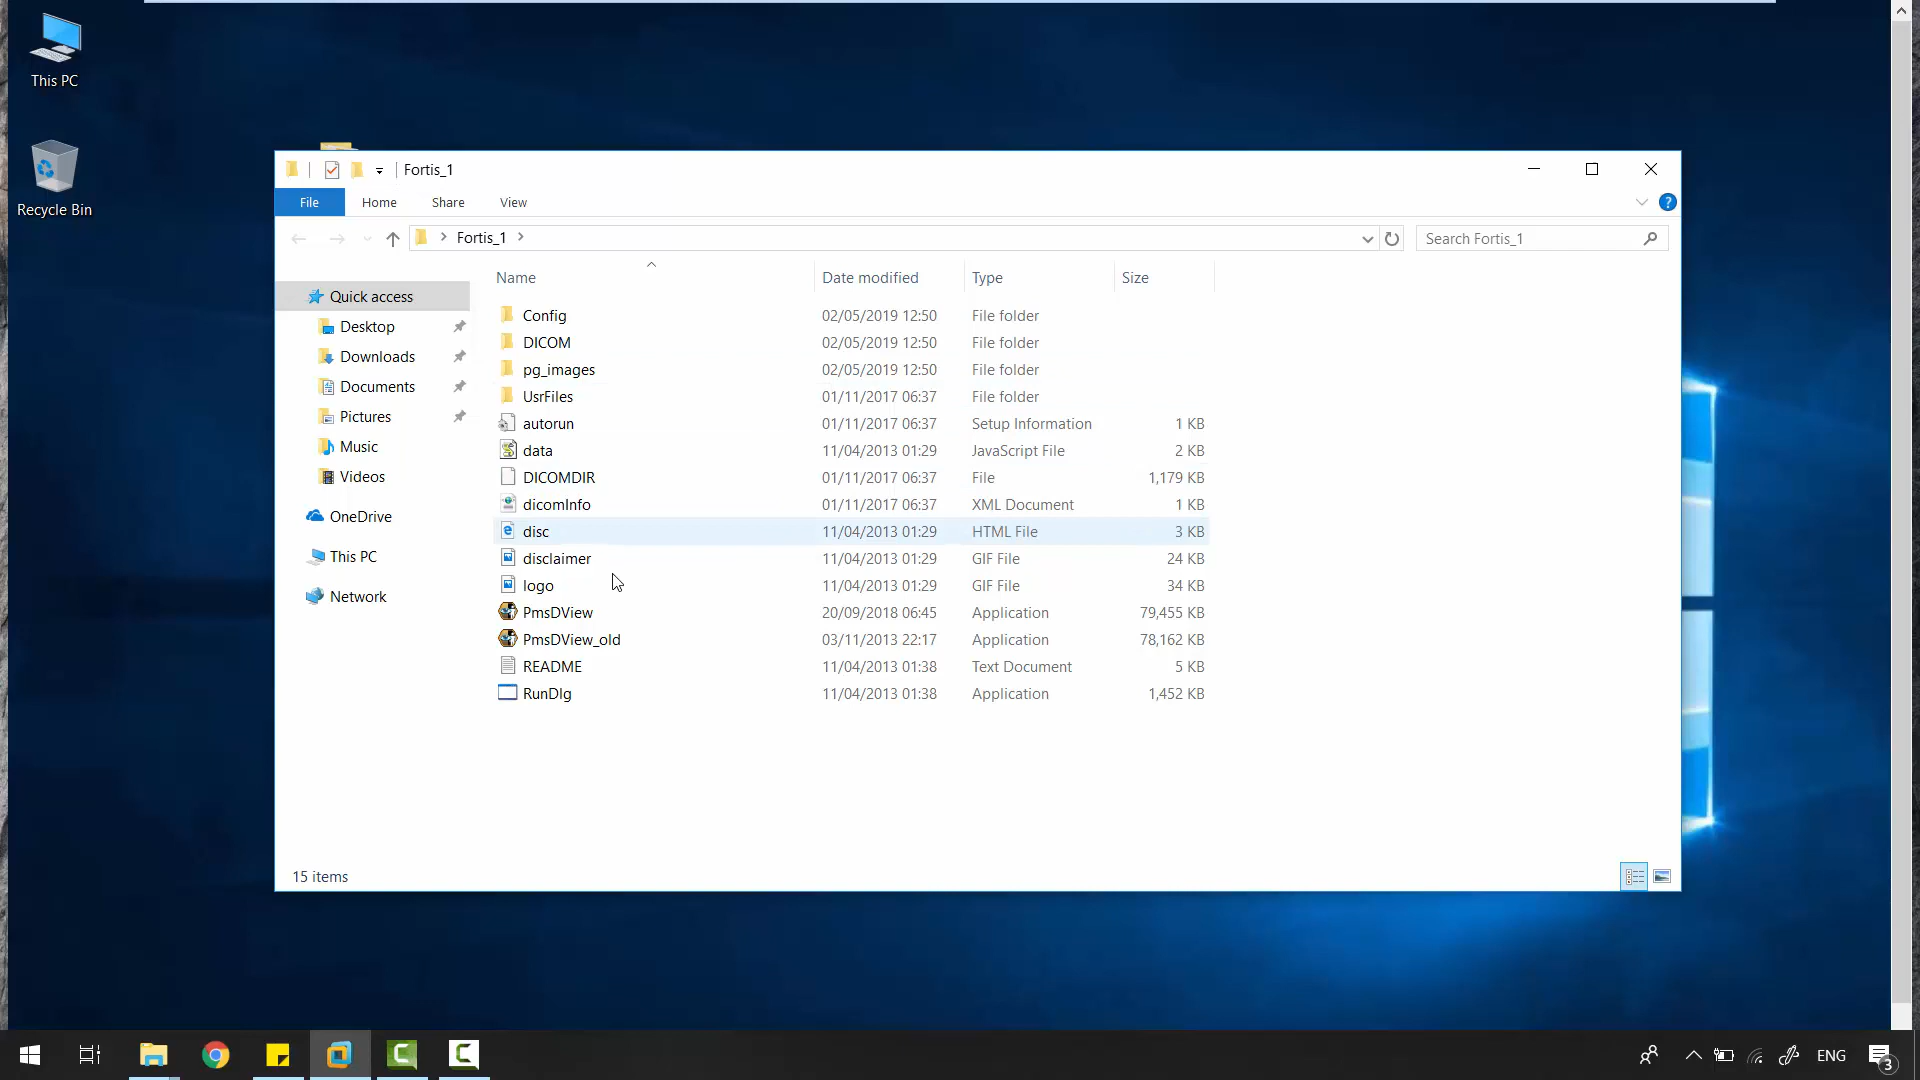 This PC
Recycle Bin
Fortis_1
File Home Share View
Fortis_1
Search Fortis_1
Name Date modified Type Size
Quick access
Desktop
Downloads
Documents
Pictures
Music
Videos
OneDrive
This PC
Network
Config 02/05/2019 12:50 File folder
DICOM 02/05/2019 12:50 File folder
pg_images 02/05/2019 12:50 File folder
UsrFiles 01/11/2017 06:37 File folder
autorun 01/11/2017 06:37 Setup Information 1 KB
data 11/04/2013 01:29 JavaScript File 2 KB
DICOMDIR 01/11/2017 06:37 File 1,179 KB
dicomInfo 01/11/2017 06:37 XML Document 1 KB
disc 11/04/2013 01:29 HTML File 3 KB
disclaimer 11/04/2013 01:29 GIF File 24 KB
logo 11/04/2013 01:29 GIF File 34 KB
PmsDView 20/09/2018 06:45 Application 79,455 KB
PmsDView_old 03/11/2013 22:17 Application 78,162 KB
README 11/04/2013 01:38 Text Document 5 KB
RunDlg 11/04/2013 01:38 Application 1,452 KB
15 items
ENG
3